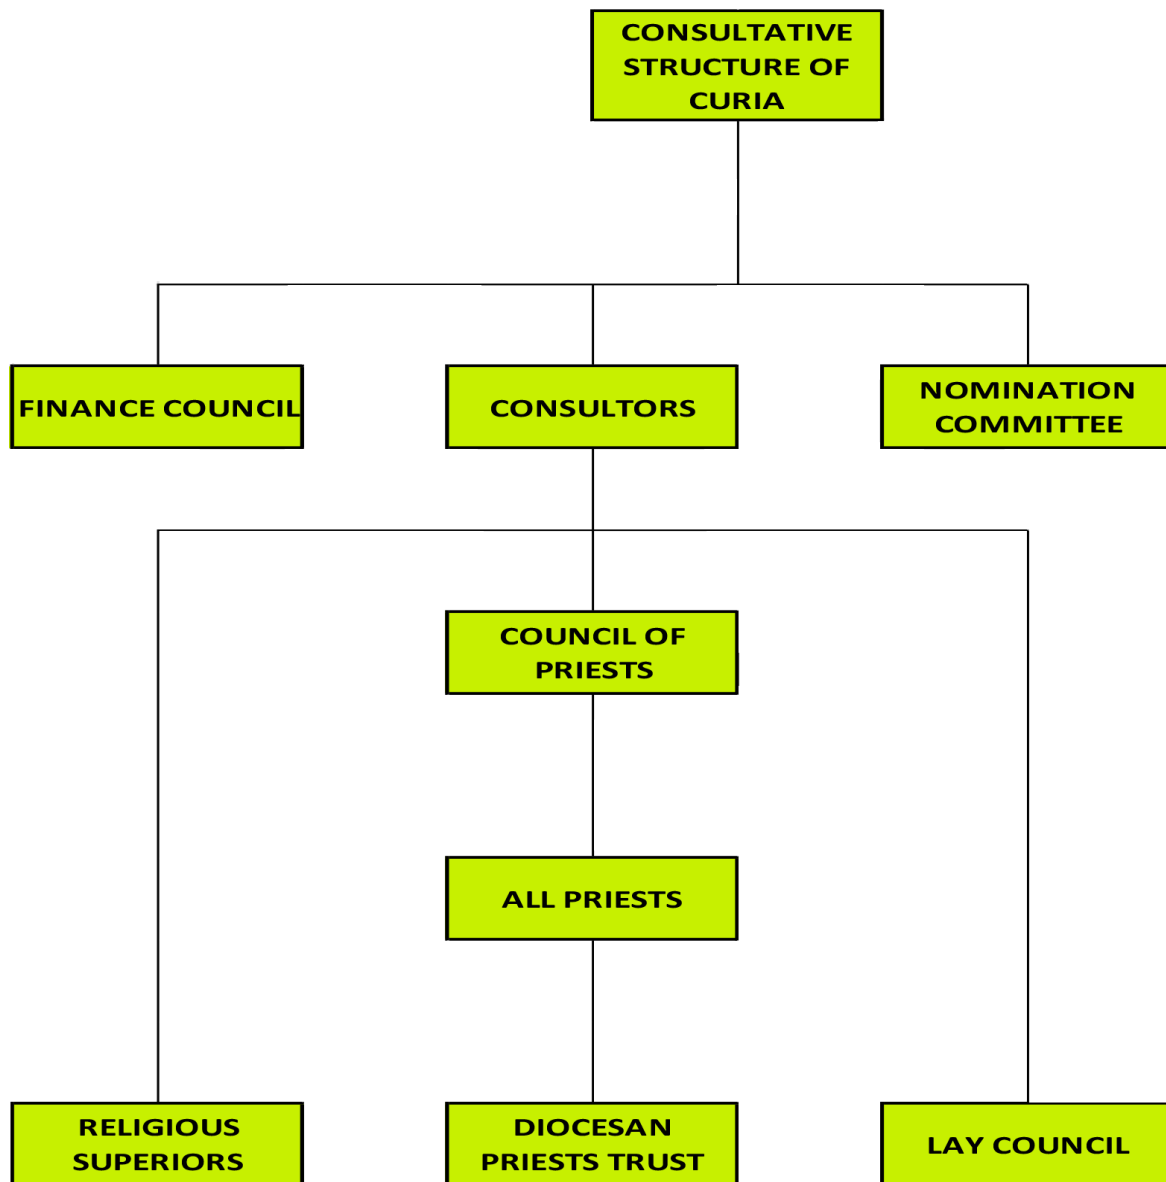 CONSULTATIVE
STRUCTURE OF
CURIA
FINANCE COUNCIL
CONSULTORS
NOMINATION
COMMITTEE
COUNCIL OF
PRIESTS
ALL PRIESTS
RELIGIOUS
SUPERIORS
DIOCESAN
PRIESTS TRUST
LAY COUNCIL